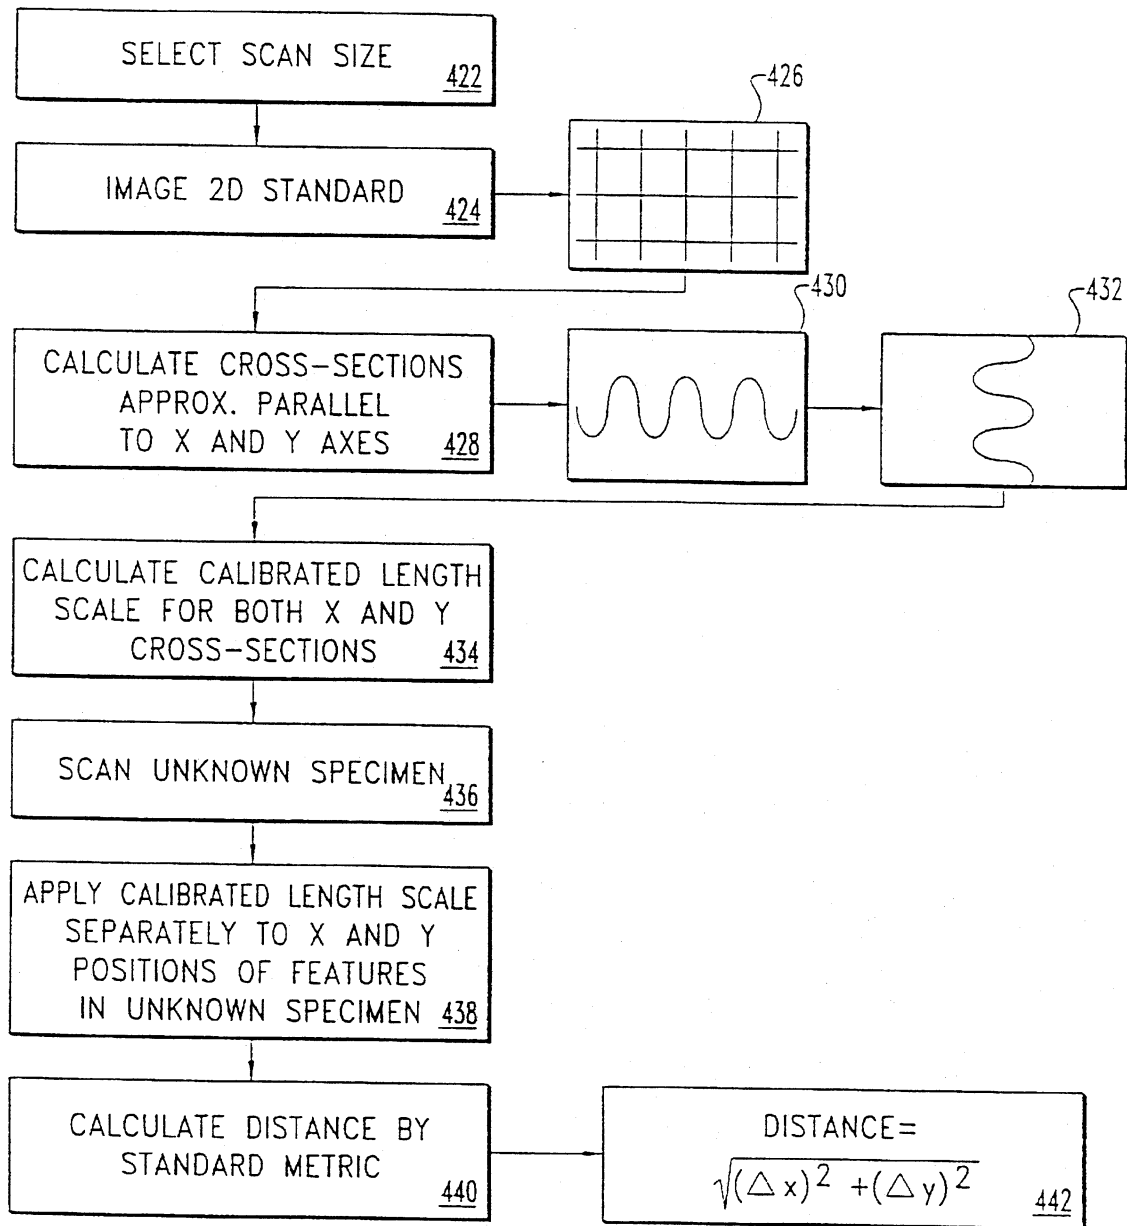 SELECT SCAN SIZE
422
426
IMAGE 2D STANDARD
424
430
432
CALCULATE CROSS-SECTIONS
APPROX. PARALLEL
TO X AND Y AXES
428
CALCULATE CALIBRATED LENGTH
SCALE FOR BOTH X AND Y
CROSS-SECTIONS
434
SCAN UNKNOWN SPECIMEN
436
APPLY CALIBRATED LENGTH SCALE
SEPARATELY TO X AND Y
POSITIONS OF FEATURES
IN UNKNOWN SPECIMEN
438
CALCULATE DISTANCE BY
STANDARD METRIC
440
DISTANCE=
√(Δx)² +(Δy)²
442